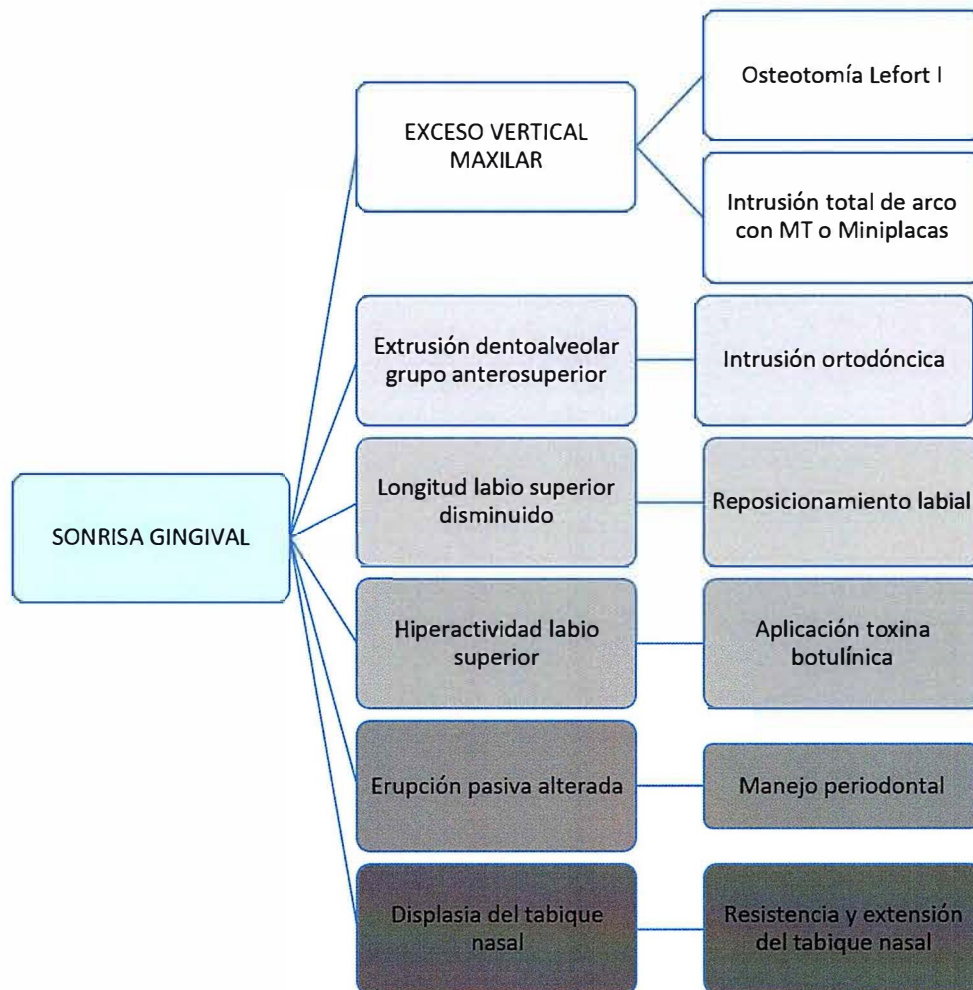 SONRISA GINGIVAL
EXCESO VERTICAL
MAXILAR
Osteotomía Lefort I
Intrusión total de arco
con MT o Miniplacas
Extrusión dentoalveolar
grupo anterosuperior
Intrusión ortodóncica
Longitud labio superior
disminuido
Reposicionamiento labial
Hiperactividad labio
superior
Aplicación toxina
botulínica
Erupción pasiva alterada
Manejo periodontal
Displasia del tabique
nasal
Resistencia y extensión
del tabique nasal